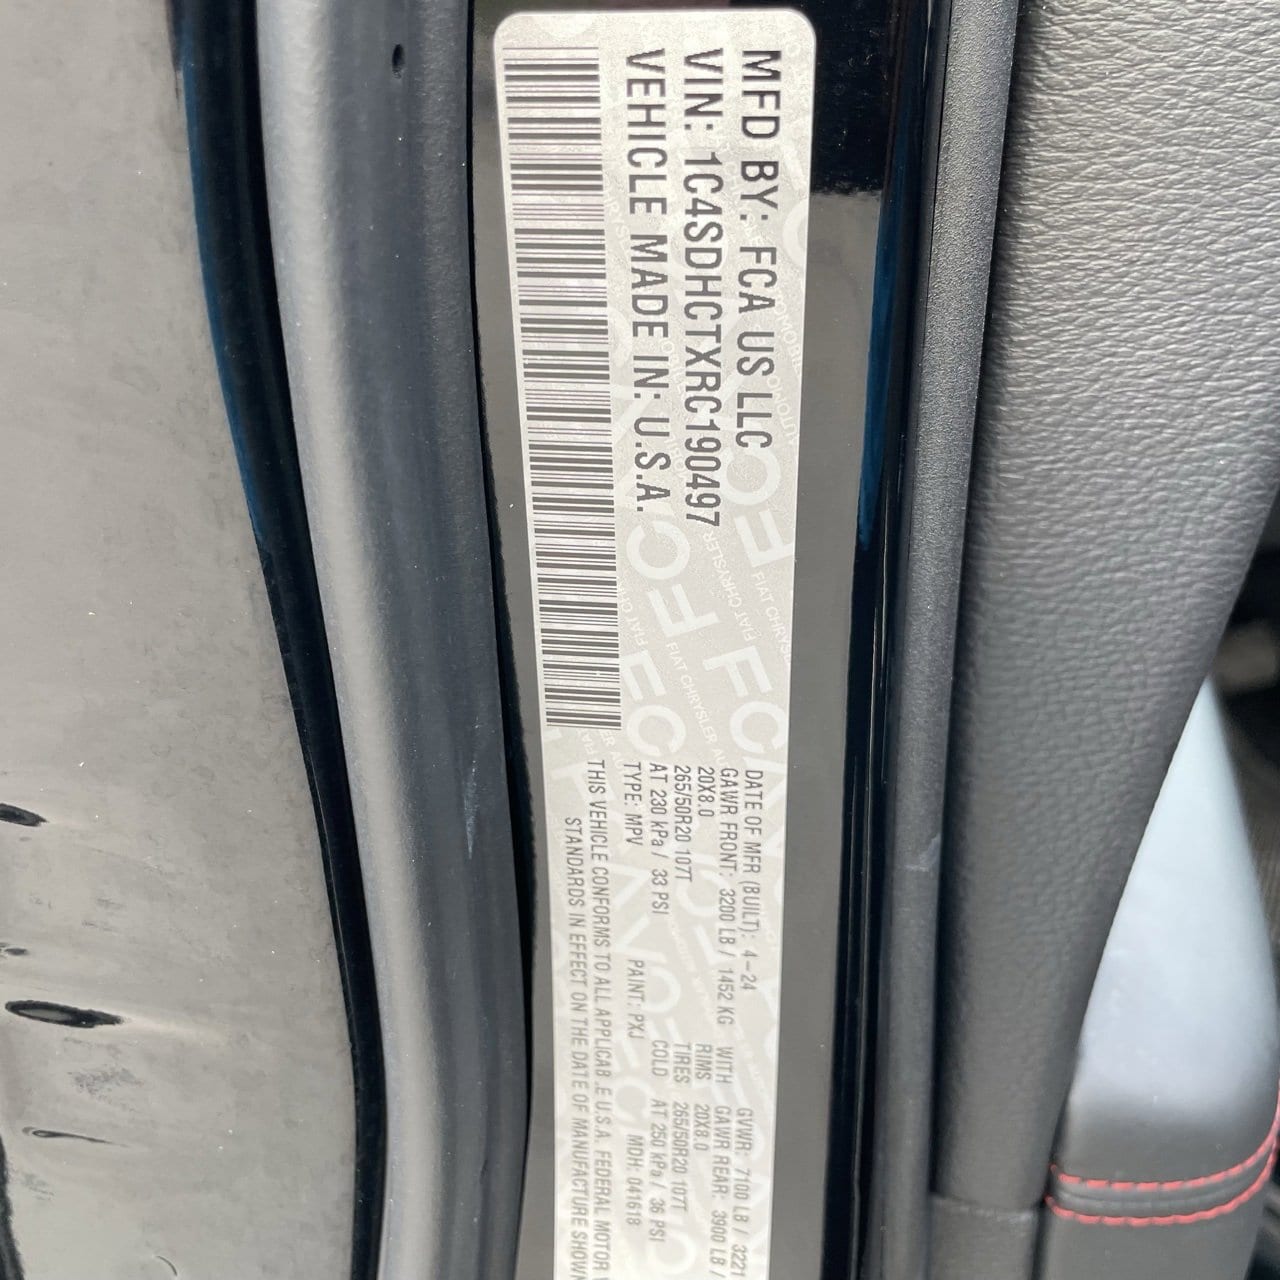 MFD BY: FCA US LLC
VIN: 1C4SDHCTXRC190497
VEHICLE MADE IN: U.S.A.
DATE OF MFR (BUILT): 4-24 GVWR: 7100 LB / 3221
GAWR FRONT: 3200 LB / 1452 KG WITH GAWR REAR: 3900 LB /
20X8.0 RIMS 20X8.0
265/50R20 107T TIRES 265/50R20 107T
AT 230 kPa / 33 PSI COLD AT 250 kPa / 36 PSI
TYPE: MPV PAINT: PXJ MDH: 041618
THIS VEHICLE CONFORMS TO ALL APPLICAB.E U.S.A. FEDERAL MOTOR
STANDARDS IN EFFECT ON THE DATE OF MANUFACTURE SHOWN